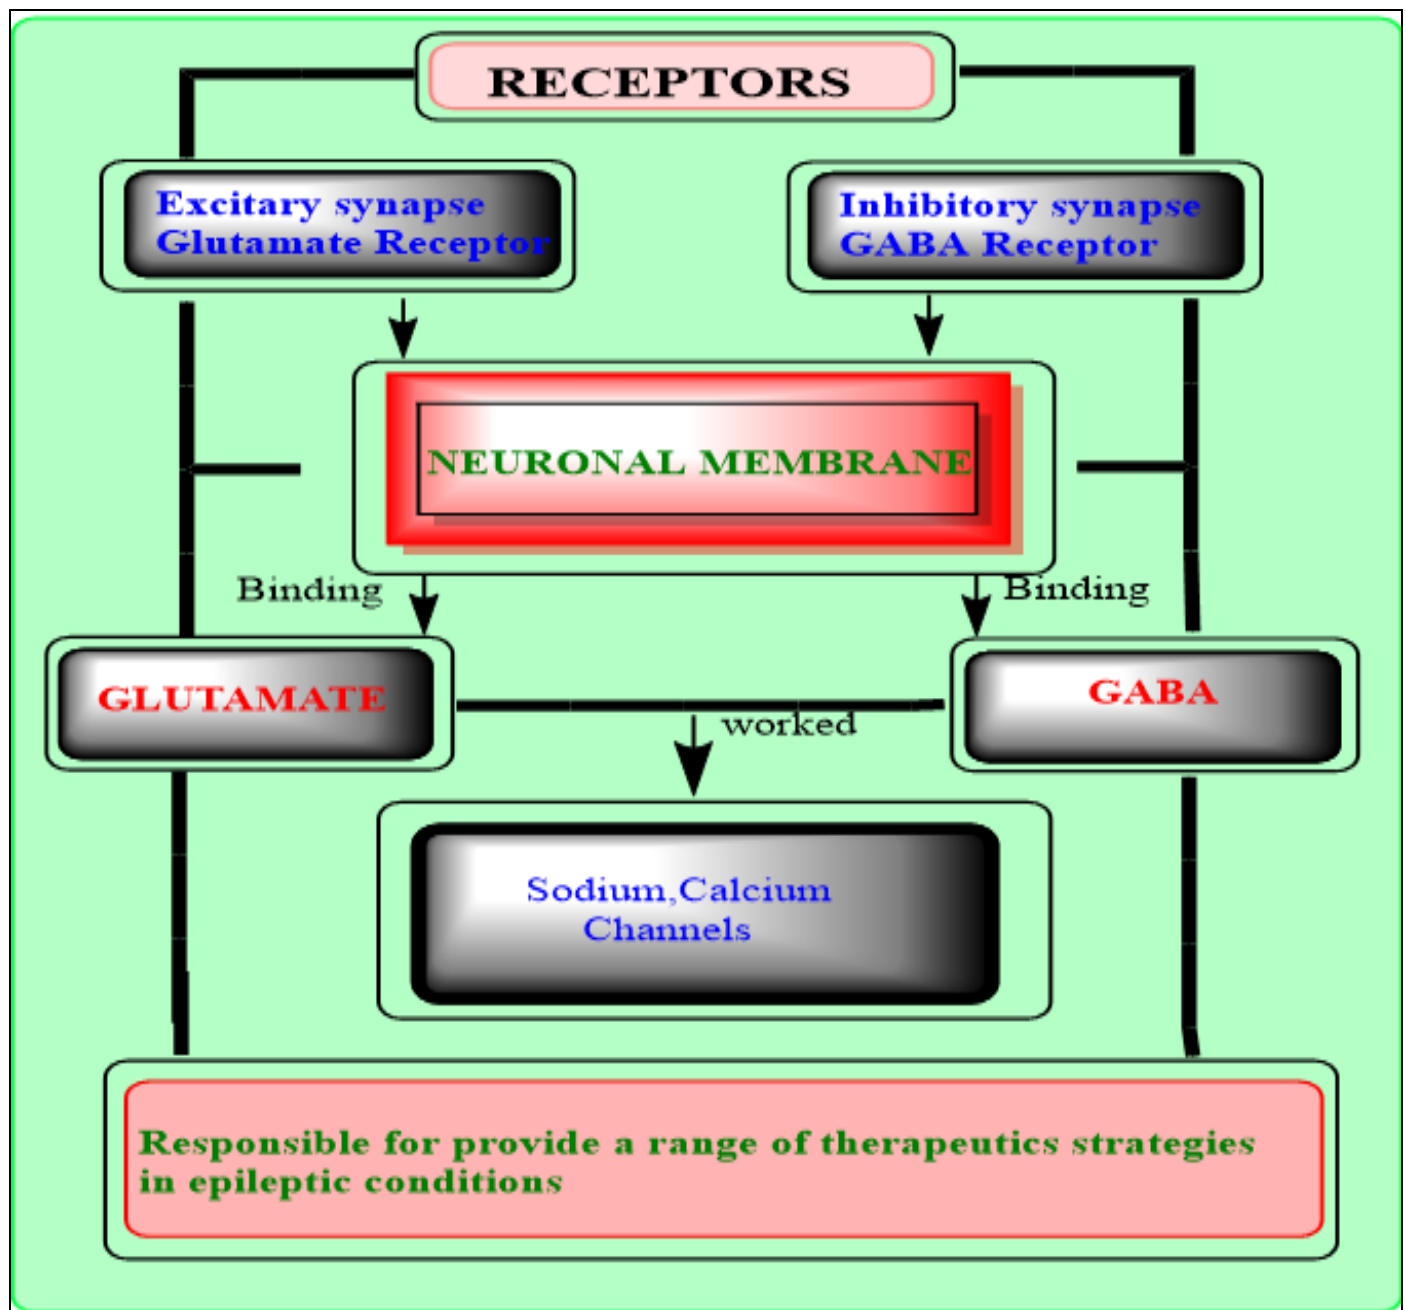 RECEPTORS
Excitary synapse
Glutamate Receptor
Inhibitory synapse
GABA Receptor
NEURONAL MEMBRANE
Binding
Binding
GLUTAMATE
GABA
worked
Sodium,Calcium
Channels
Responsible for provide a range of therapeutics strategies
in epileptic conditions